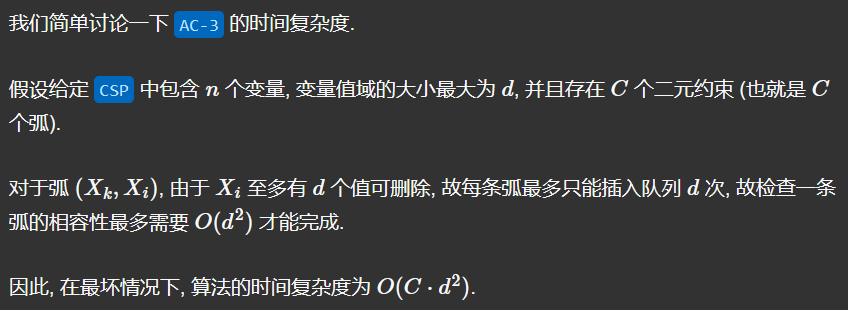 我们简单讨论一下 AC-3 的时间复杂度.
假设给定 CSP 中包含 n 个变量, 变量值域的大小最大为 d, 并且存在 C 个二元约束 (也就是 C
个弧).
对于弧 (X_k, X_i), 由于 X_i 至多有 d 个值可删除, 故每条弧最多只能插入队列 d 次, 故检查一条
弧的相容性最多需要 O(d²) 才能完成.
因此, 在最坏情况下, 算法的时间复杂度为 O(C · d²).